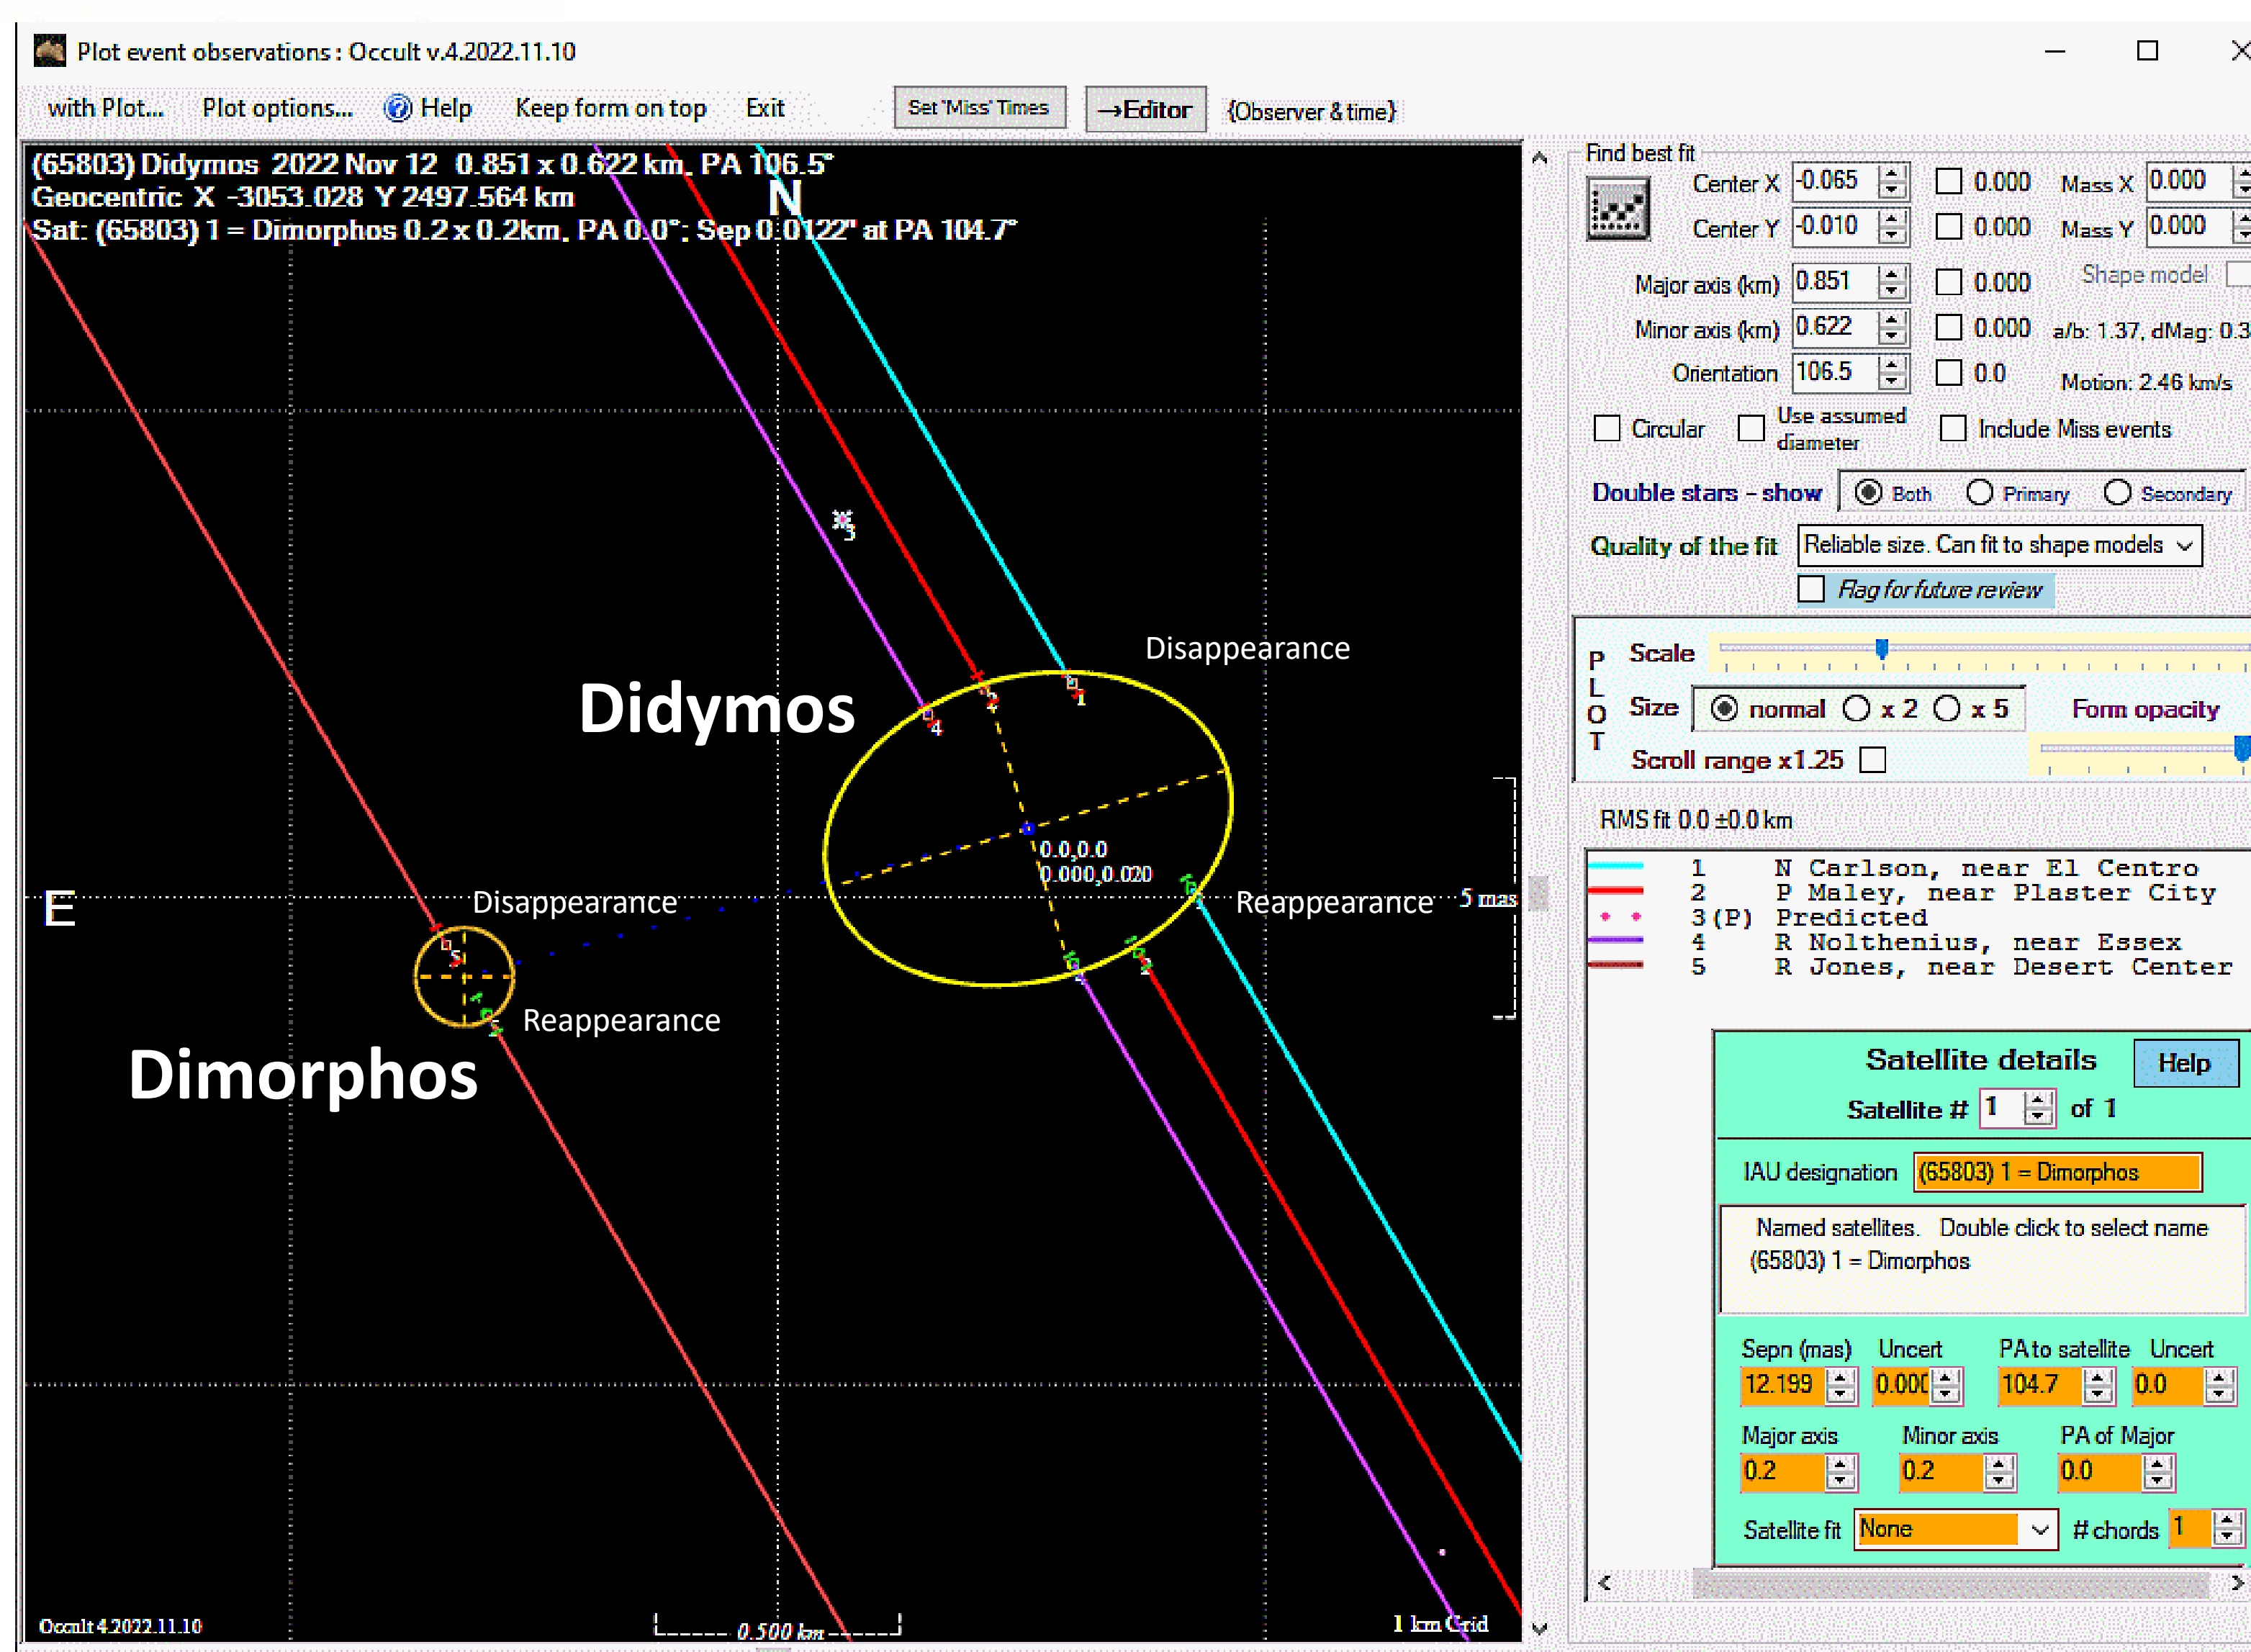 Plot event observations : Occult v.4.2022.11.10
with Plot... Plot options... Help Keep form on top Exit Set 'Miss' Times →Editor {Observer & time}
(65803) Didymos 2022 Nov 12 0.851 x 0.622 km, PA 106.5°
Geocentric X -3053.028 Y 2497.564 km
Sat: (65803) 1 = Dimorphos 0.2 x 0.2km, PA 0.0°; Sep 0.0122" at PA 104.7°
N
3
Disappearance
Didymos
1
2
4
0.0,0.0
0.000,0.020
E
Disappearance
Reappearance
5 mas
5
Reappearance
Dimorphos
Occult 4.2022.11.10
0.500 km
1 km Grid
Find best fit
Center X -0.065 0.000 Mass X 0.000
Center Y -0.010 0.000 Mass Y 0.000
Major axis (km) 0.851 0.000 Shape model
Minor axis (km) 0.622 0.000 a/b: 1.37, dMag: 0.3
Orientation 106.5 0.0 Motion: 2.46 km/s
Circular Use assumed diameter Include Miss events
Double stars - show Both Primary Secondary
Quality of the fit Reliable size. Can fit to shape models
Flag for future review
PLOT
Scale
Size normal x 2 x 5 Form opacity
Scroll range x1.25
RMS fit 0.0 ±0.0 km
1 N Carlson, near El Centro
2 P Maley, near Plaster City
3(P) Predicted
4 R Nolthenius, near Essex
5 R Jones, near Desert Center
Satellite details Help
Satellite # 1 of 1
IAU designation (65803) 1 = Dimorphos
Named satellites. Double click to select name
(65803) 1 = Dimorphos
Sepn (mas) Uncert PA to satellite Uncert
12.199 0.000 104.7 0.0
Major axis Minor axis PA of Major
0.2 0.2 0.0
Satellite fit None # chords 1